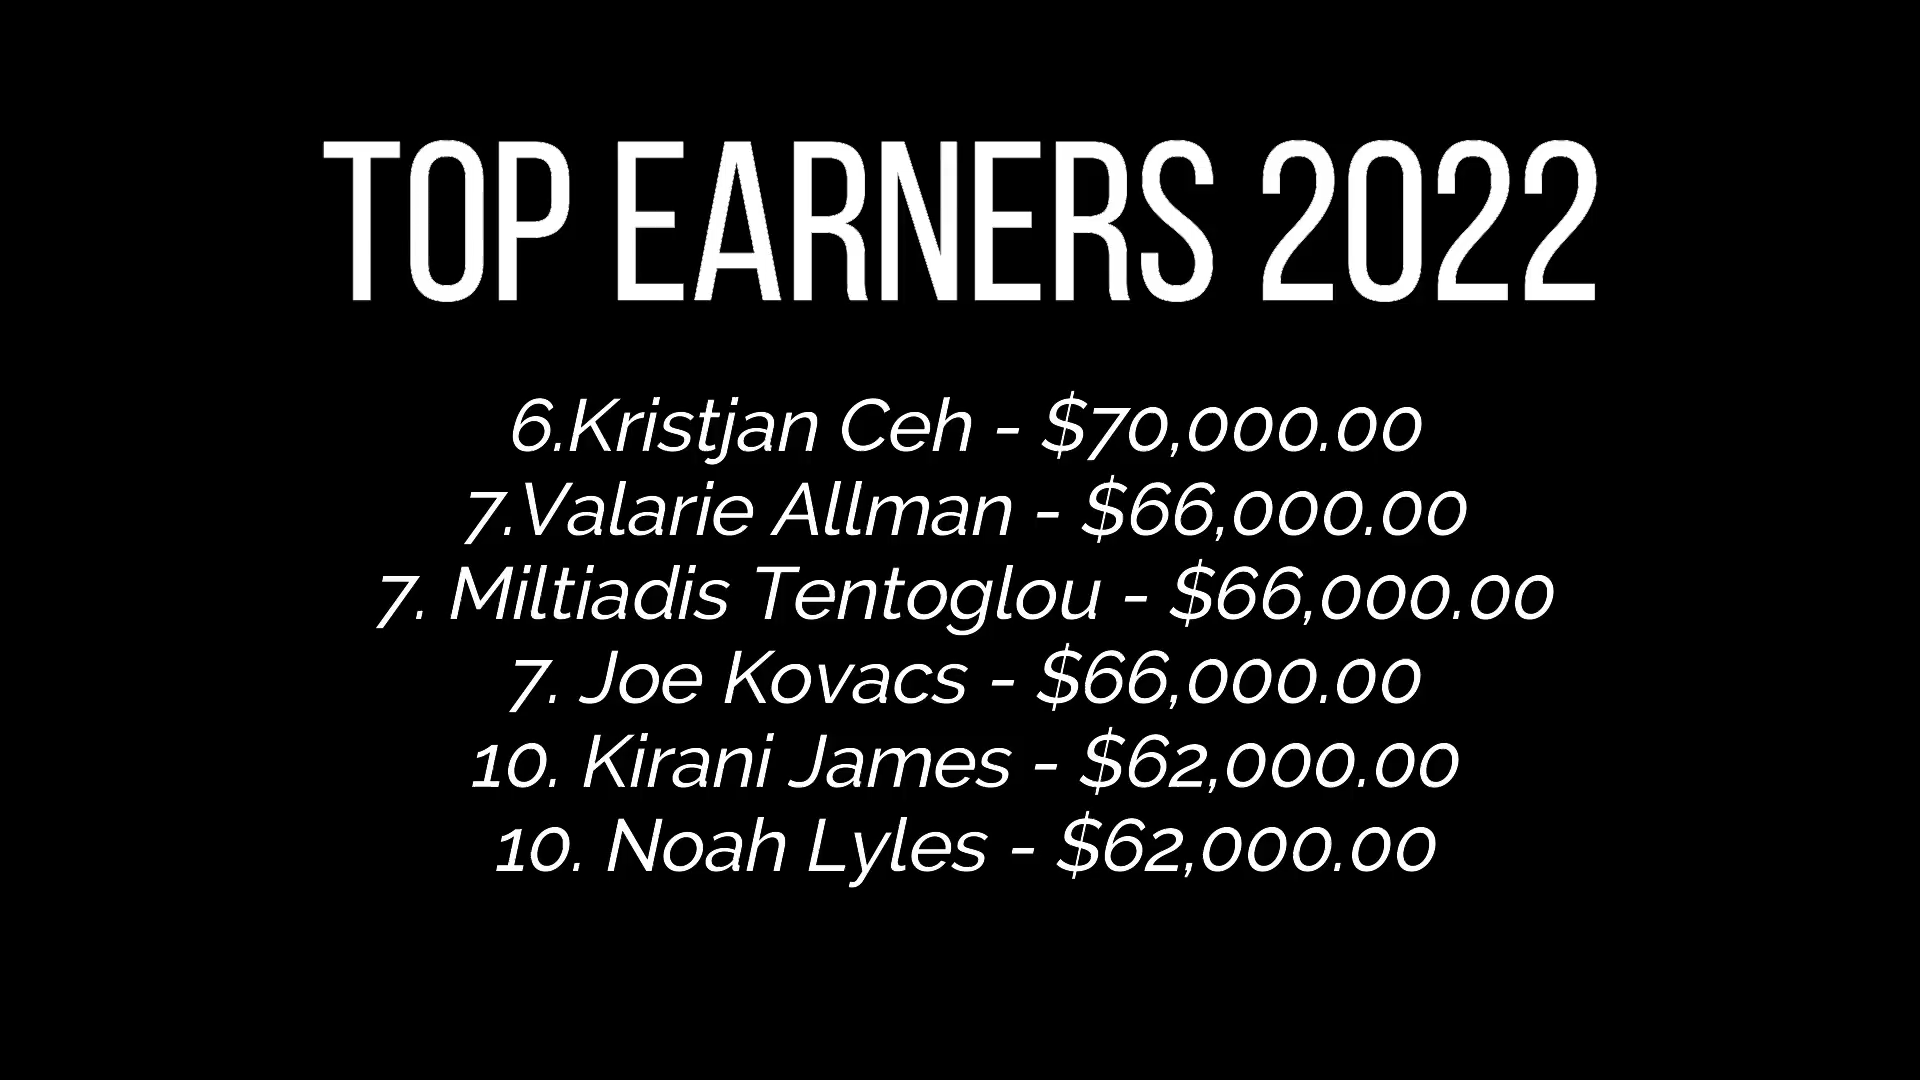 TOP EARNERS 2022
6.Kristjan Ceh - $70,000.00
7.Valarie Allman - $66,000.00
7. Miltiadis Tentoglou - $66,000.00
7. Joe Kovacs - $66,000.00
10. Kirani James - $62,000.00
10. Noah Lyles - $62,000.00